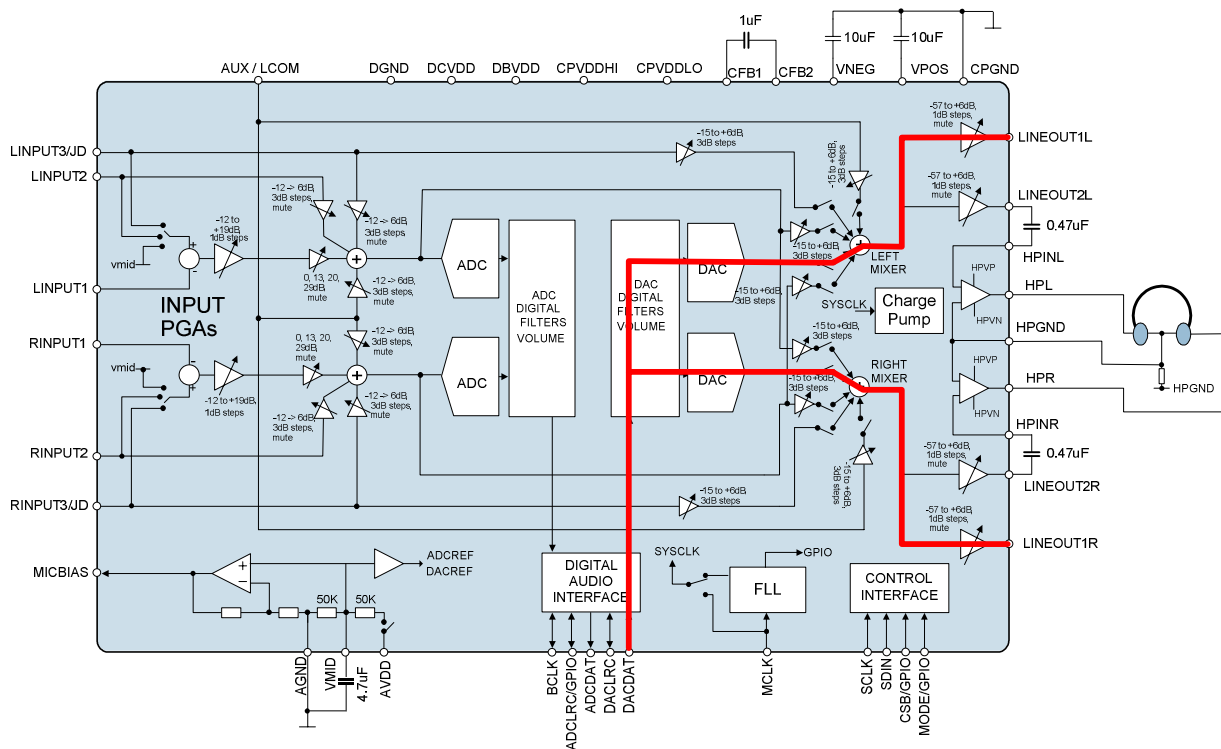 1uF
10uF
10uF
AUX / LCOM
DGND
DCVDD
DBVDD
CPVDDHI
CPVDDLO
CFB1
CFB2
VNEG
VPOS
CPGND
-57 to +6dB,
1dB steps,
mute
LINEOUT1L
LINPUT3/JD
-15 to +6dB,
3dB steps
-15 to +6dB,
3dB steps
LINPUT2
-12 -> 6dB,
3dB steps,
mute
-57 to +6dB,
1dB steps,
mute
LINEOUT2L
0.47uF
-12 to
+19dB,
1dB steps
+
-
vmid
-12 -> 6dB,
3dB steps,
mute
+
ADC
0, 13, 20,
29dB,
mute
-12 -> 6dB,
3dB steps,
mute
ADC
DIGITAL
FILTERS
VOLUME
DAC
DIGITAL
FILTERS
VOLUME
DAC
-15 to +6dB,
3dB steps
-15 to +6dB,
3dB steps
+
LEFT
MIXER
HPINL
LINPUT1
INPUT
PGAs
SYSCLK
Charge
Pump
HPVP
HPVN
HPL
HPGND
RINPUT1
vmid
-
+
0, 13, 20,
29dB,
mute
-12 -> 6dB,
3dB steps,
mute
+
-12 to +19dB,
1dB steps
-12 -> 6dB,
3dB steps,
mute
-12 -> 6dB,
3dB steps,
mute
ADC
DAC
-15 to +6dB,
3dB steps
-15 to +6dB,
3dB steps
+
RIGHT
MIXER
HPVP
HPVN
HPR
HPGND
HPINR
0.47uF
RINPUT2
-15 to +6dB,
3dB steps
-57 to +6dB,
1dB steps,
mute
LINEOUT2R
RINPUT3/JD
-15 to +6dB,
3dB steps
-57 to +6dB,
1dB steps,
mute
LINEOUT1R
MICBIAS
+
-
ADCREF
DACREF
50K
50K
DIGITAL
AUDIO
INTERFACE
SYSCLK
GPIO
FLL
CONTROL
INTERFACE
AGND
VMID
4.7uF
AVDD
BCLK
ADCLRC/GPIO
ADCDAT
DACLRC
DACDAT
MCLK
SCLK
SDIN
CSB/GPIO
MODE/GPIO